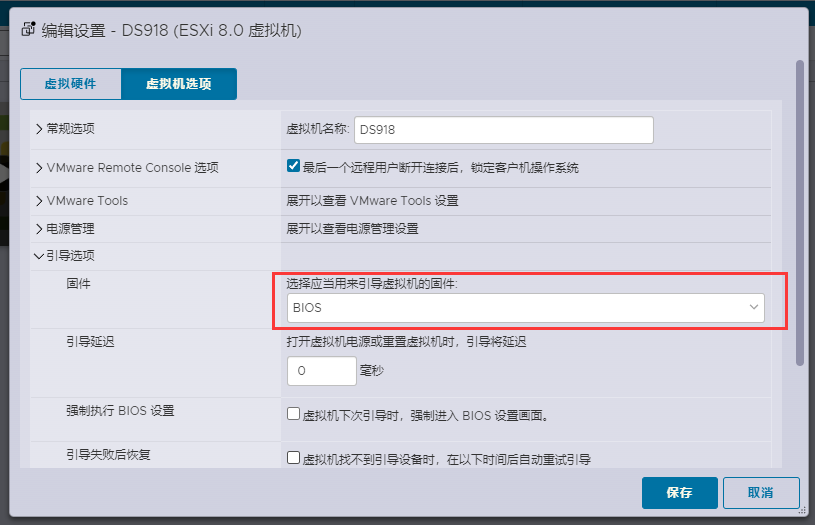 编辑设置 - DS918 (ESXi 8.0 虚拟机)
虚拟硬件 虚拟机选项
常规选项 虚拟机名称: DS918
VMware Remote Console 选项 最后一个远程用户断开连接后，锁定客户机操作系统
VMware Tools 展开以查看 VMware Tools 设置
电源管理 展开以查看电源管理设置
引导选项
固件 选择应当用来引导虚拟机的固件:
BIOS
引导延迟 打开虚拟机电源或重置虚拟机时，引导将延迟
0 毫秒
强制执行 BIOS 设置 虚拟机下次引导时，强制进入 BIOS 设置画面。
引导失败后恢复 虚拟机找不到引导设备时，在以下时间后自动重试引导
保存 取消